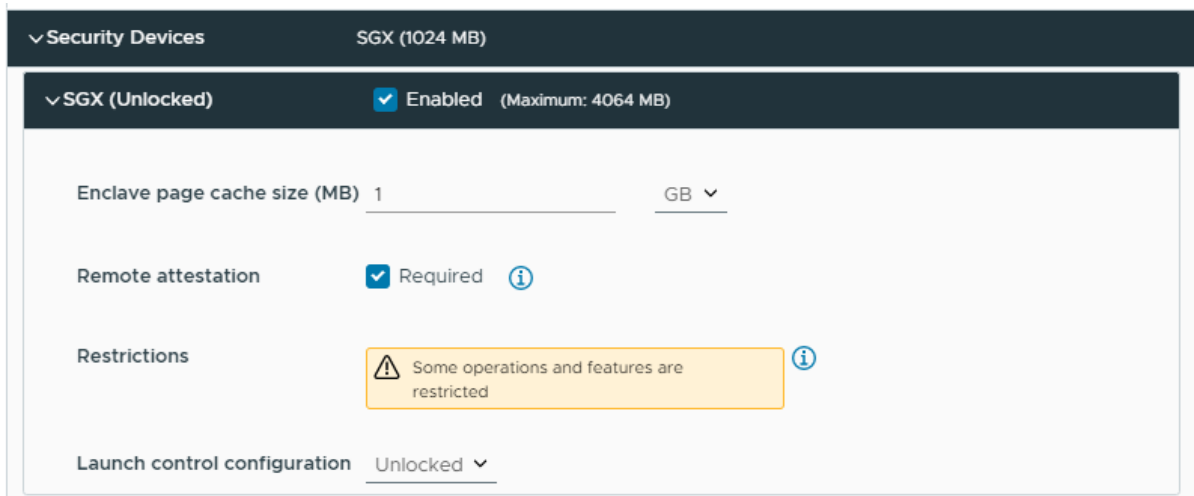 Security Devices SGX (1024 MB)
SGX (Unlocked) Enabled (Maximum: 4064 MB)
Enclave page cache size (MB) 1 GB
Remote attestation Required
Restrictions Some operations and features are
restricted
Launch control configuration Unlocked